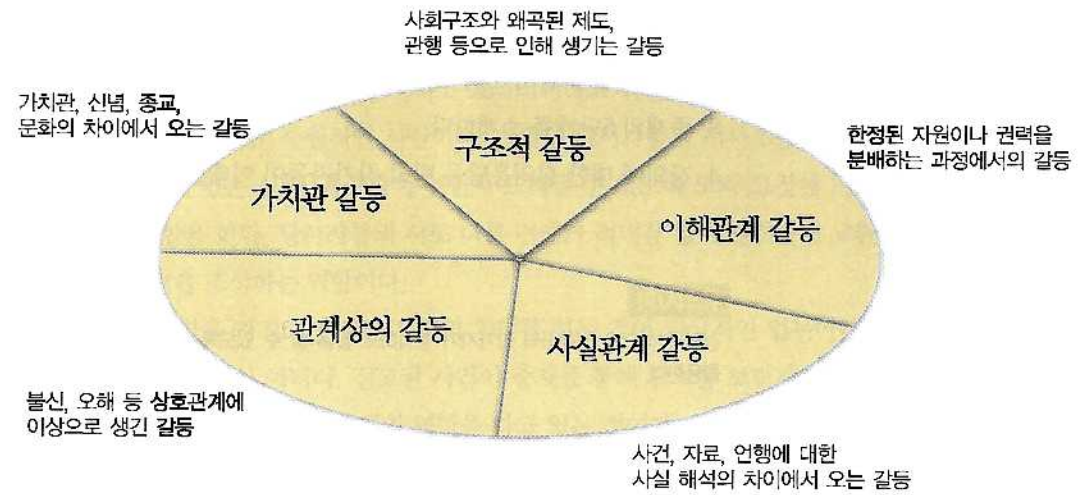 사회구조와 왜곡된 제도,
관행 등으로 인해 생기는 갈등
가치관, 신념, 종교,
문화의 차이에서 오는 갈등
한정된 자원이나 권력을
분배하는 과정에서의 갈등
구조적 갈등
가치관 갈등
이해관계 갈등
관계상의 갈등
사실관계 갈등
불신, 오해 등 상호관계에
이상으로 생긴 갈등
사건, 자료, 언행에 대한
사실 해석의 차이에서 오는 갈등